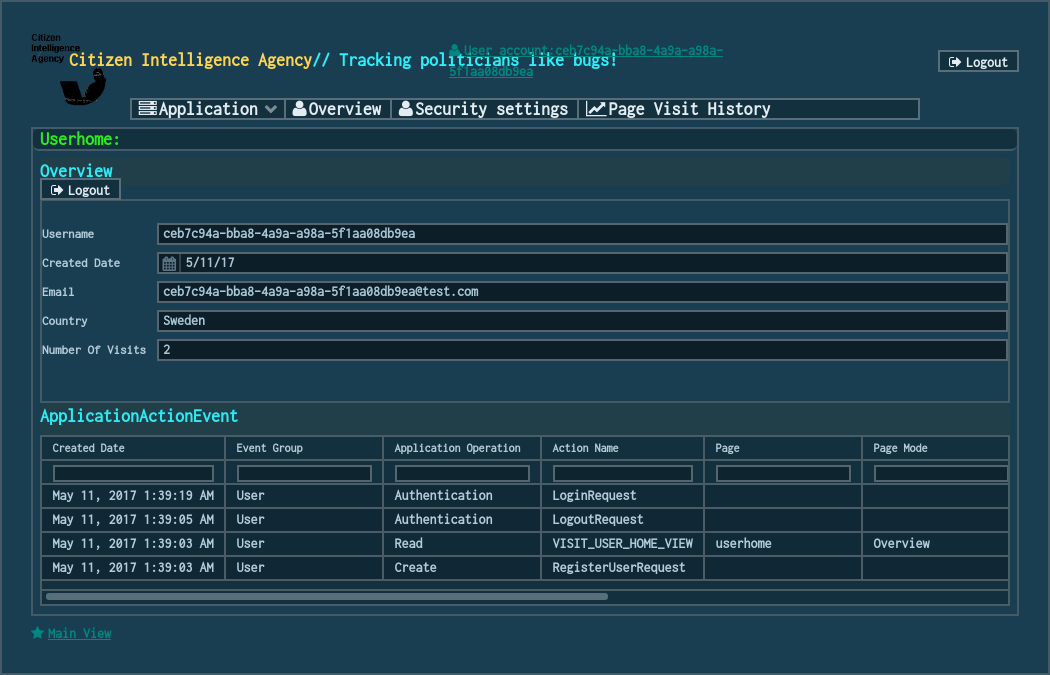 Citizen
Intelligence
Agency
Citizen Intelligence Agency// Tracking politicians like bugs!
User account:ceb7c94a-bba8-4a9a-a98a-
5f1aa08db9ea
Logout
Application Overview Security settings Page Visit History
Userhome:
Overview
Logout
Username ceb7c94a-bba8-4a9a-a98a-5f1aa08db9ea
Created Date 5/11/17
Email ceb7c94a-bba8-4a9a-a98a-5f1aa08db9ea@test.com
Country Sweden
Number Of Visits 2
ApplicationActionEvent
Created Date Event Group Application Operation Action Name Page Page Mode
May 11, 2017 1:39:19 AM User Authentication LoginRequest
May 11, 2017 1:39:05 AM User Authentication LogoutRequest
May 11, 2017 1:39:03 AM User Read VISIT_USER_HOME_VIEW userhome Overview
May 11, 2017 1:39:03 AM User Create RegisterUserRequest
Main View